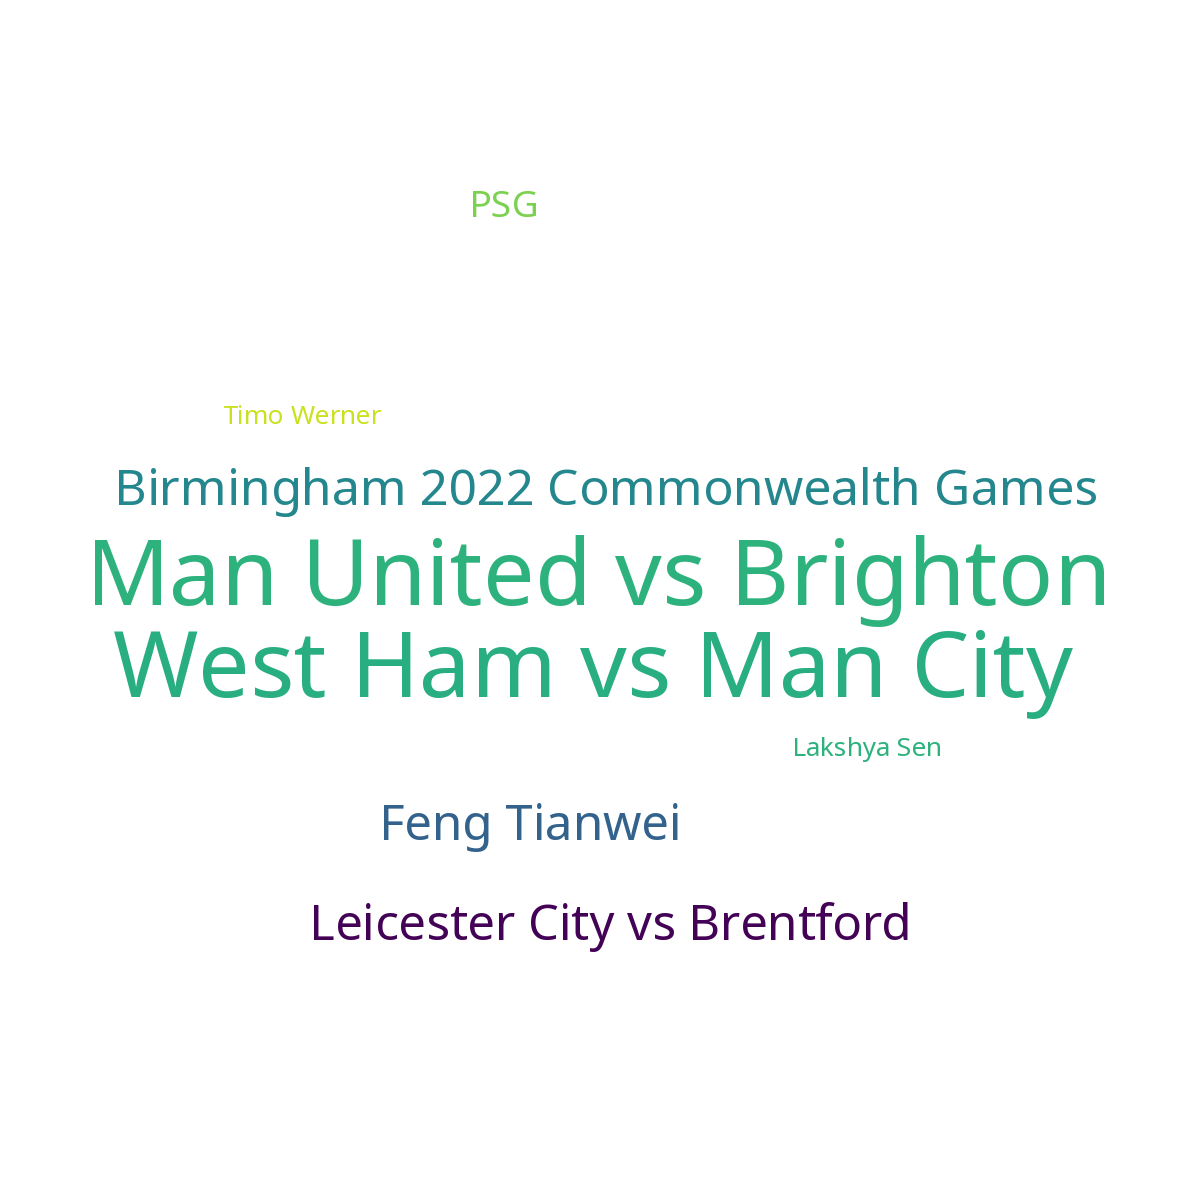 PSG
Timo Werner
Birmingham 2022 Commonwealth Games
Man United vs Brighton
West Ham vs Man City
Lakshya Sen
Feng Tianwei
Leicester City vs Brentford